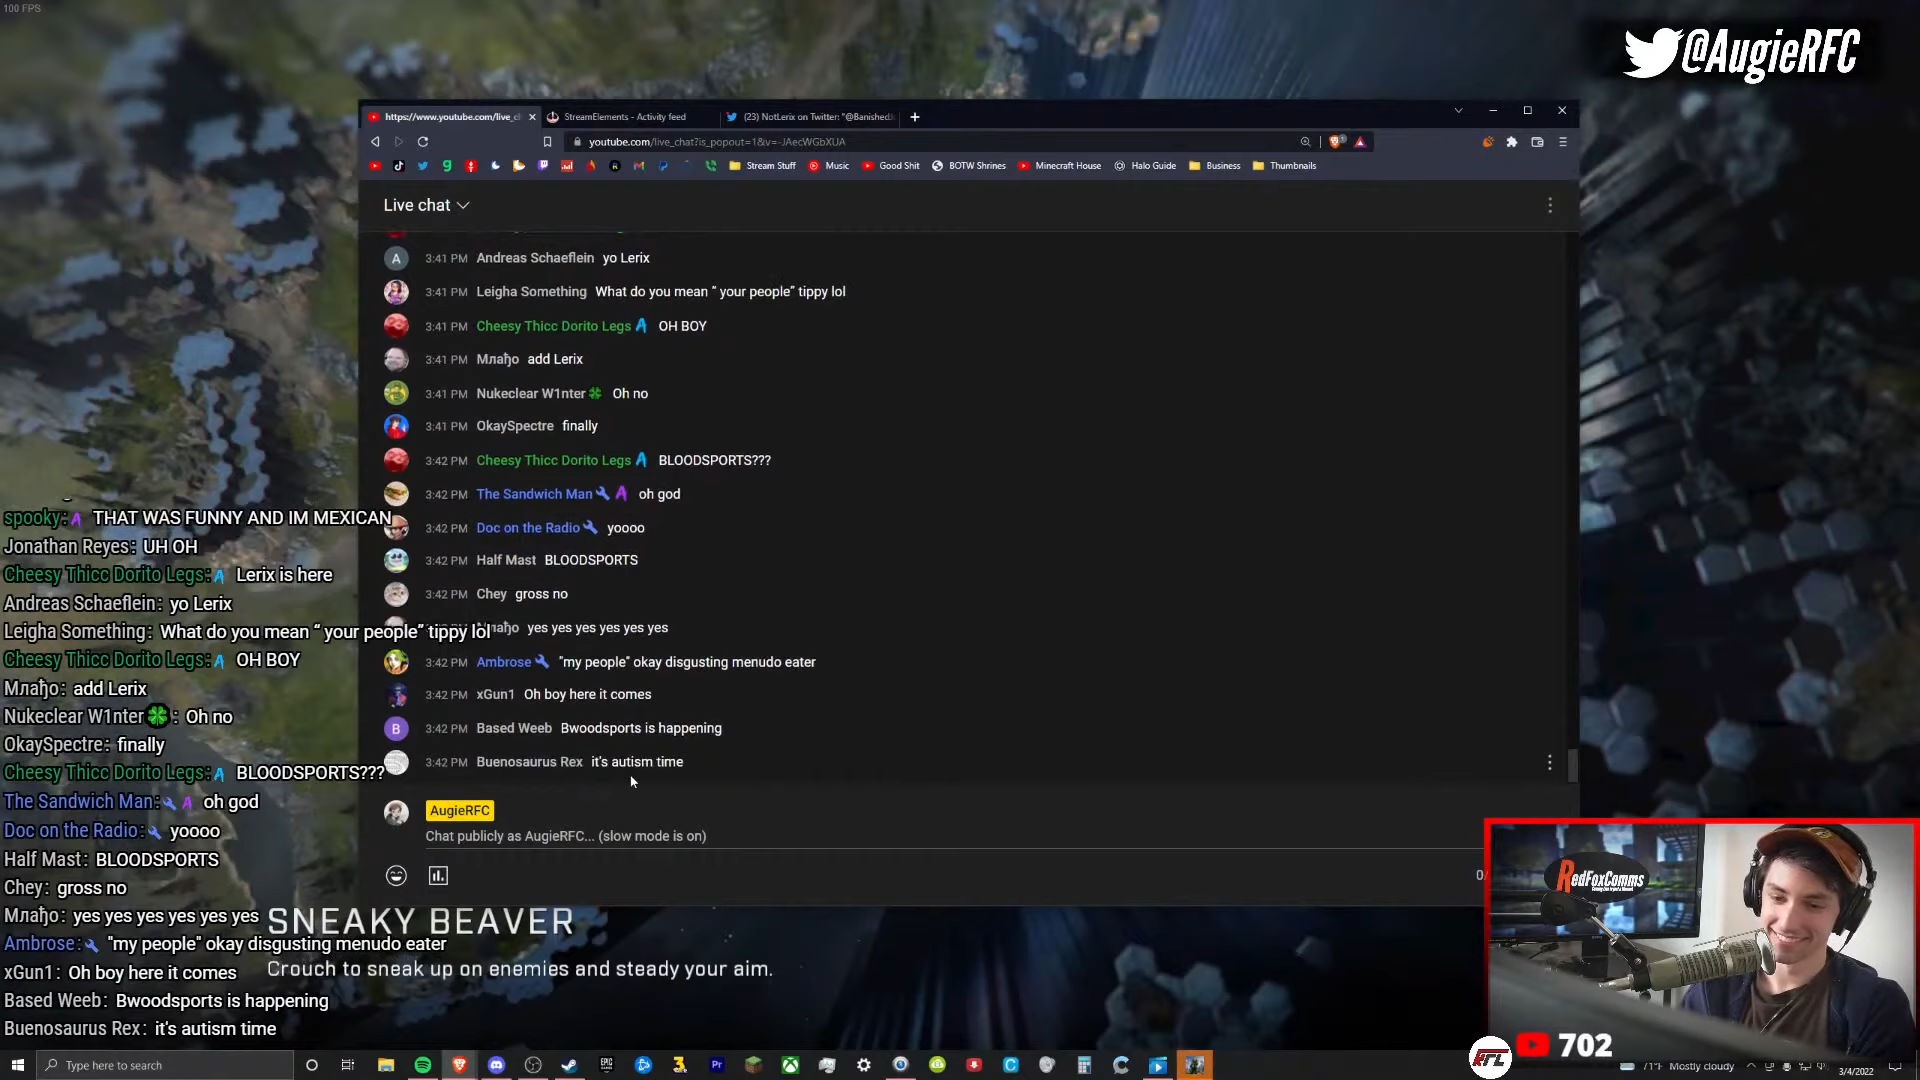 100 FPS
@AugieRFC
https://www.youtube.com/live_c
StreamElements - Activity feed
(23) NotLerix on Twitter: "@BanishedJ
youtube.com/live_chat?is_popout=1&v=-JAecWGbXUA
Stream Stuff
Music
Good Shit
BOTW Shrines
Minecraft House
Halo Guide
Business
Thumbnails
Live chat
A 3:41 PM Andreas Schaeflein yo Lerix
3:41 PM Leigha Something What do you mean “ your people” tippy lol
3:41 PM Cheesy Thicc Dorito Legs OH BOY
3:41 PM Млађо add Lerix
3:41 PM Nukeclear W1nter Oh no
3:41 PM OkaySpectre finally
3:42 PM Cheesy Thicc Dorito Legs BLOODSPORTS???
3:42 PM The Sandwich Man oh god
3:42 PM Doc on the Radio yoooo
3:42 PM Half Mast BLOODSPORTS
3:42 PM Chey gross no
yes yes yes yes yes yes
3:42 PM Ambrose "my people" okay disgusting menudo eater
3:42 PM xGun1 Oh boy here it comes
B 3:42 PM Based Weeb Bwoodsports is happening
3:42 PM Buenosaurus Rex it's autism time
AugieRFC
Chat publicly as AugieRFC... (slow mode is on)
0/
spooky: THAT WAS FUNNY AND IM MEXICAN
Jonathan Reyes: UH OH
Cheesy Thicc Dorito Legs: Lerix is here
Andreas Schaeflein: yo Lerix
Leigha Something: What do you mean “ your people” tippy lol
Cheesy Thicc Dorito Legs: OH BOY
Млађо: add Lerix
Nukeclear W1nter : Oh no
OkaySpectre: finally
Cheesy Thicc Dorito Legs: BLOODSPORTS???
The Sandwich Man: oh god
Doc on the Radio: yoooo
Half Mast: BLOODSPORTS
Chey: gross no
Млађо: yes yes yes yes yes yes
Ambrose: "my people" okay disgusting menudo eater
xGun1: Oh boy here it comes
Based Weeb: Bwoodsports is happening
Buenosaurus Rex: it's autism time
SNEAKY BEAVER
Crouch to sneak up on enemies and steady your aim.
RedFoxComms
RFL
702
Type here to search
71°F Mostly cloudy
3/4/2022